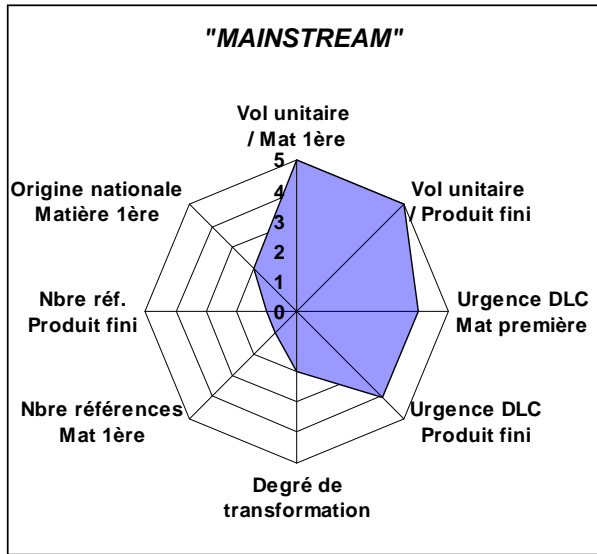 "MAINSTREAM"
Vol unitaire
/ Mat 1ère
Vol unitaire
/ Produit fini
Urgence DLC
Mat première
Urgence DLC
Produit fini
Degré de
transformation
Nbre références
Mat 1ère
Nbre réf.
Produit fini
Origine nationale
Matière 1ère
5
4
3
2
1
0